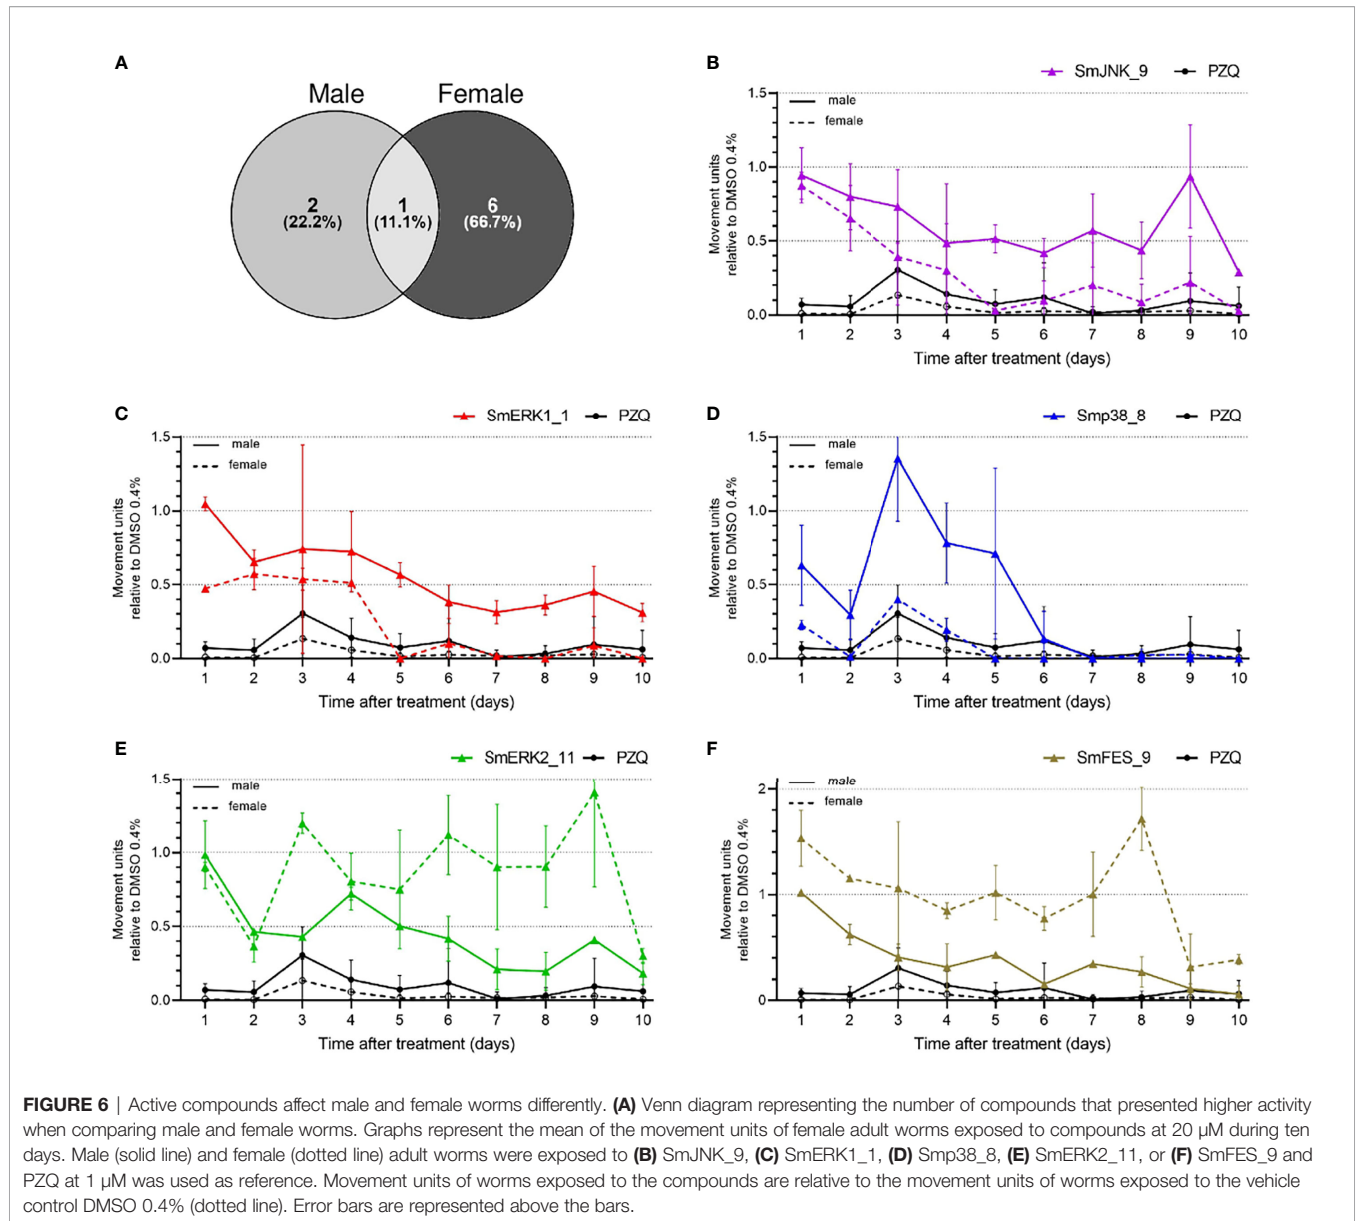 A
Male Female
2
(22.2%)
1
(11.1%)
6
(66.7%)
B
SmJNK_9 PZQ
male
female
Movement units
relative to DMSO 0.4%
1.5
1.0
0.5
0.0
1 2 3 4 5 6 7 8 9 10
Time after treatment (days)
C
SmERK1_1 PZQ
male
female
Movement units
relative to DMSO 0.4%
1.5
1.0
0.5
0.0
1 2 3 4 5 6 7 8 9 10
Time after treatment (days)
D
Smp38_8 PZQ
male
female
Movement units
relative to DMSO 0.4%
1.5
1.0
0.5
0.0
1 2 3 4 5 6 7 8 9 10
Time after treatment (days)
E
SmERK2_11 PZQ
male
female
Movement units
relative to DMSO 0.4%
1.5
1.0
0.5
0.0
1 2 3 4 5 6 7 8 9 10
Time after treatment (days)
F
SmFES_9 PZQ
male
female
Movement units
relative to DMSO 0.4%
2
1
0
1 2 3 4 5 6 7 8 9 10
Time after treatment (days)
FIGURE 6 | Active compounds affect male and female worms differently. (A) Venn diagram representing the number of compounds that presented higher activity
when comparing male and female worms. Graphs represent the mean of the movement units of female adult worms exposed to compounds at 20 µM during ten
days. Male (solid line) and female (dotted line) adult worms were exposed to (B) SmJNK_9, (C) SmERK1_1, (D) Smp38_8, (E) SmERK2_11, or (F) SmFES_9 and
PZQ at 1 µM was used as reference. Movement units of worms exposed to the compounds are relative to the movement units of worms exposed to the vehicle
control DMSO 0.4% (dotted line). Error bars are represented above the bars.